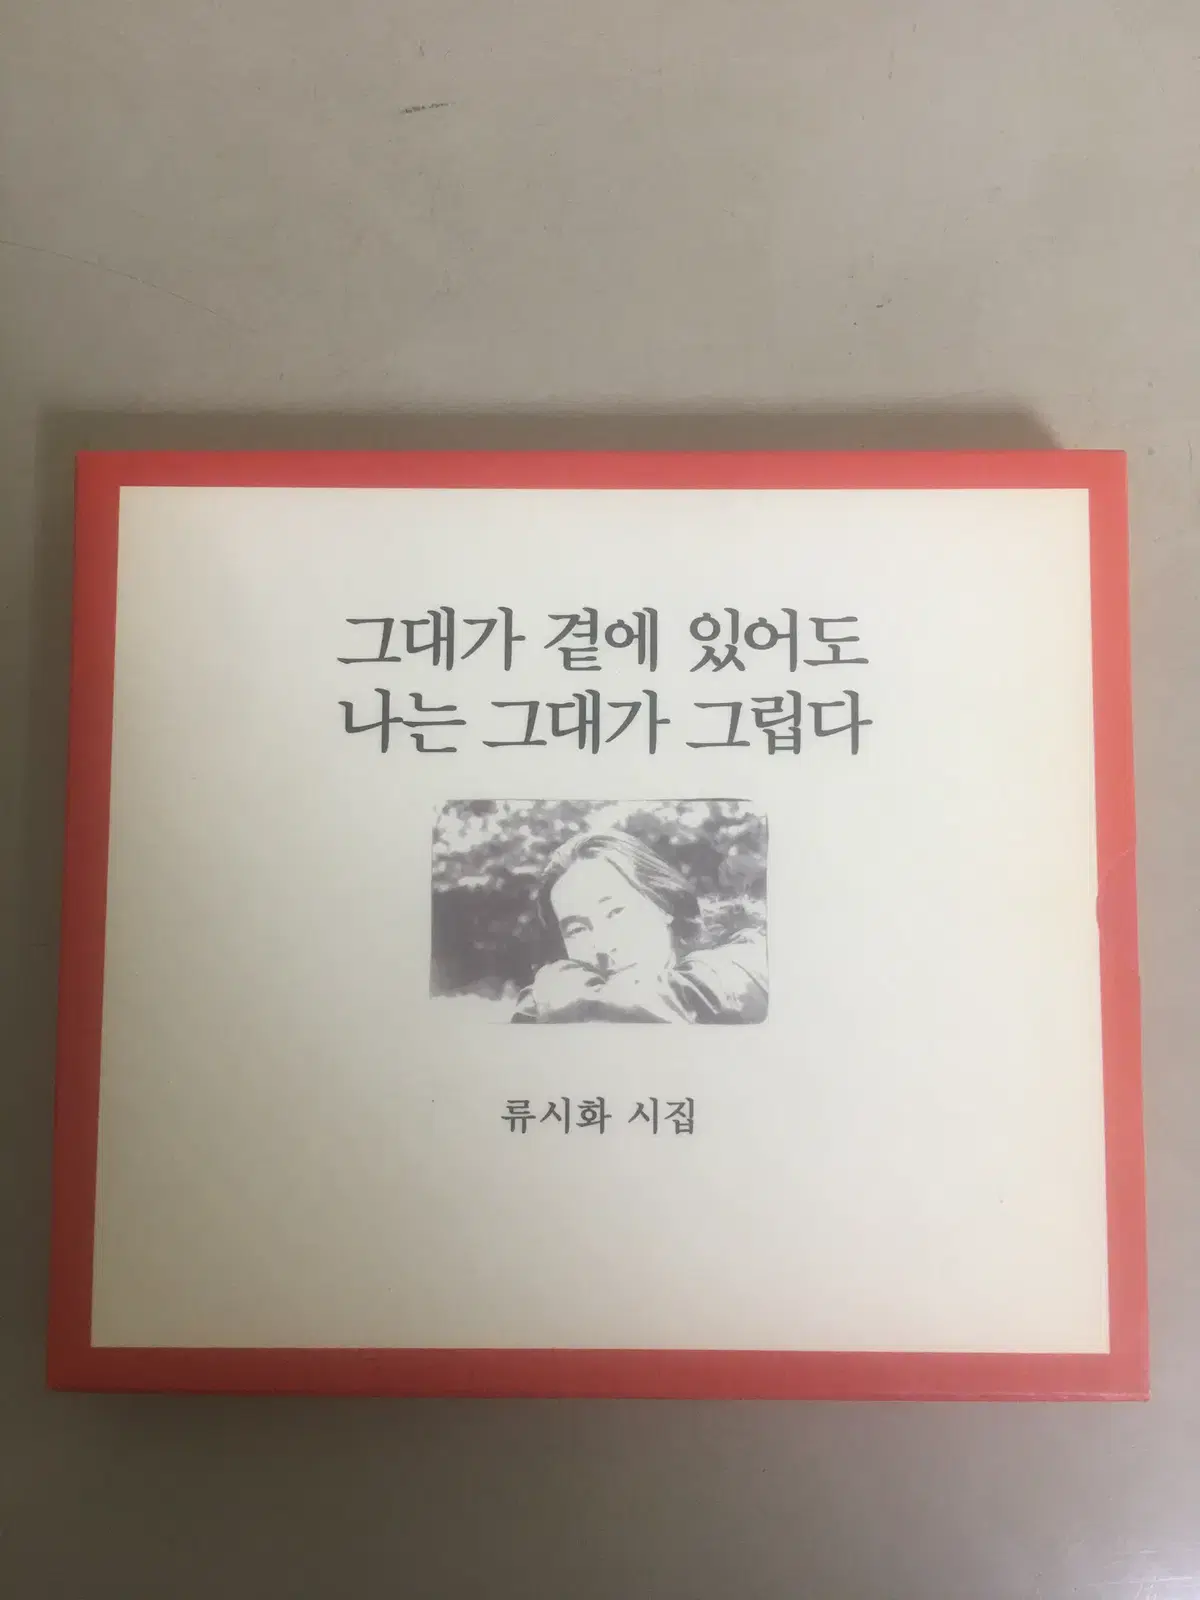 그대가 곁에 있어도
나는 그대가 그립다
류시화 시집